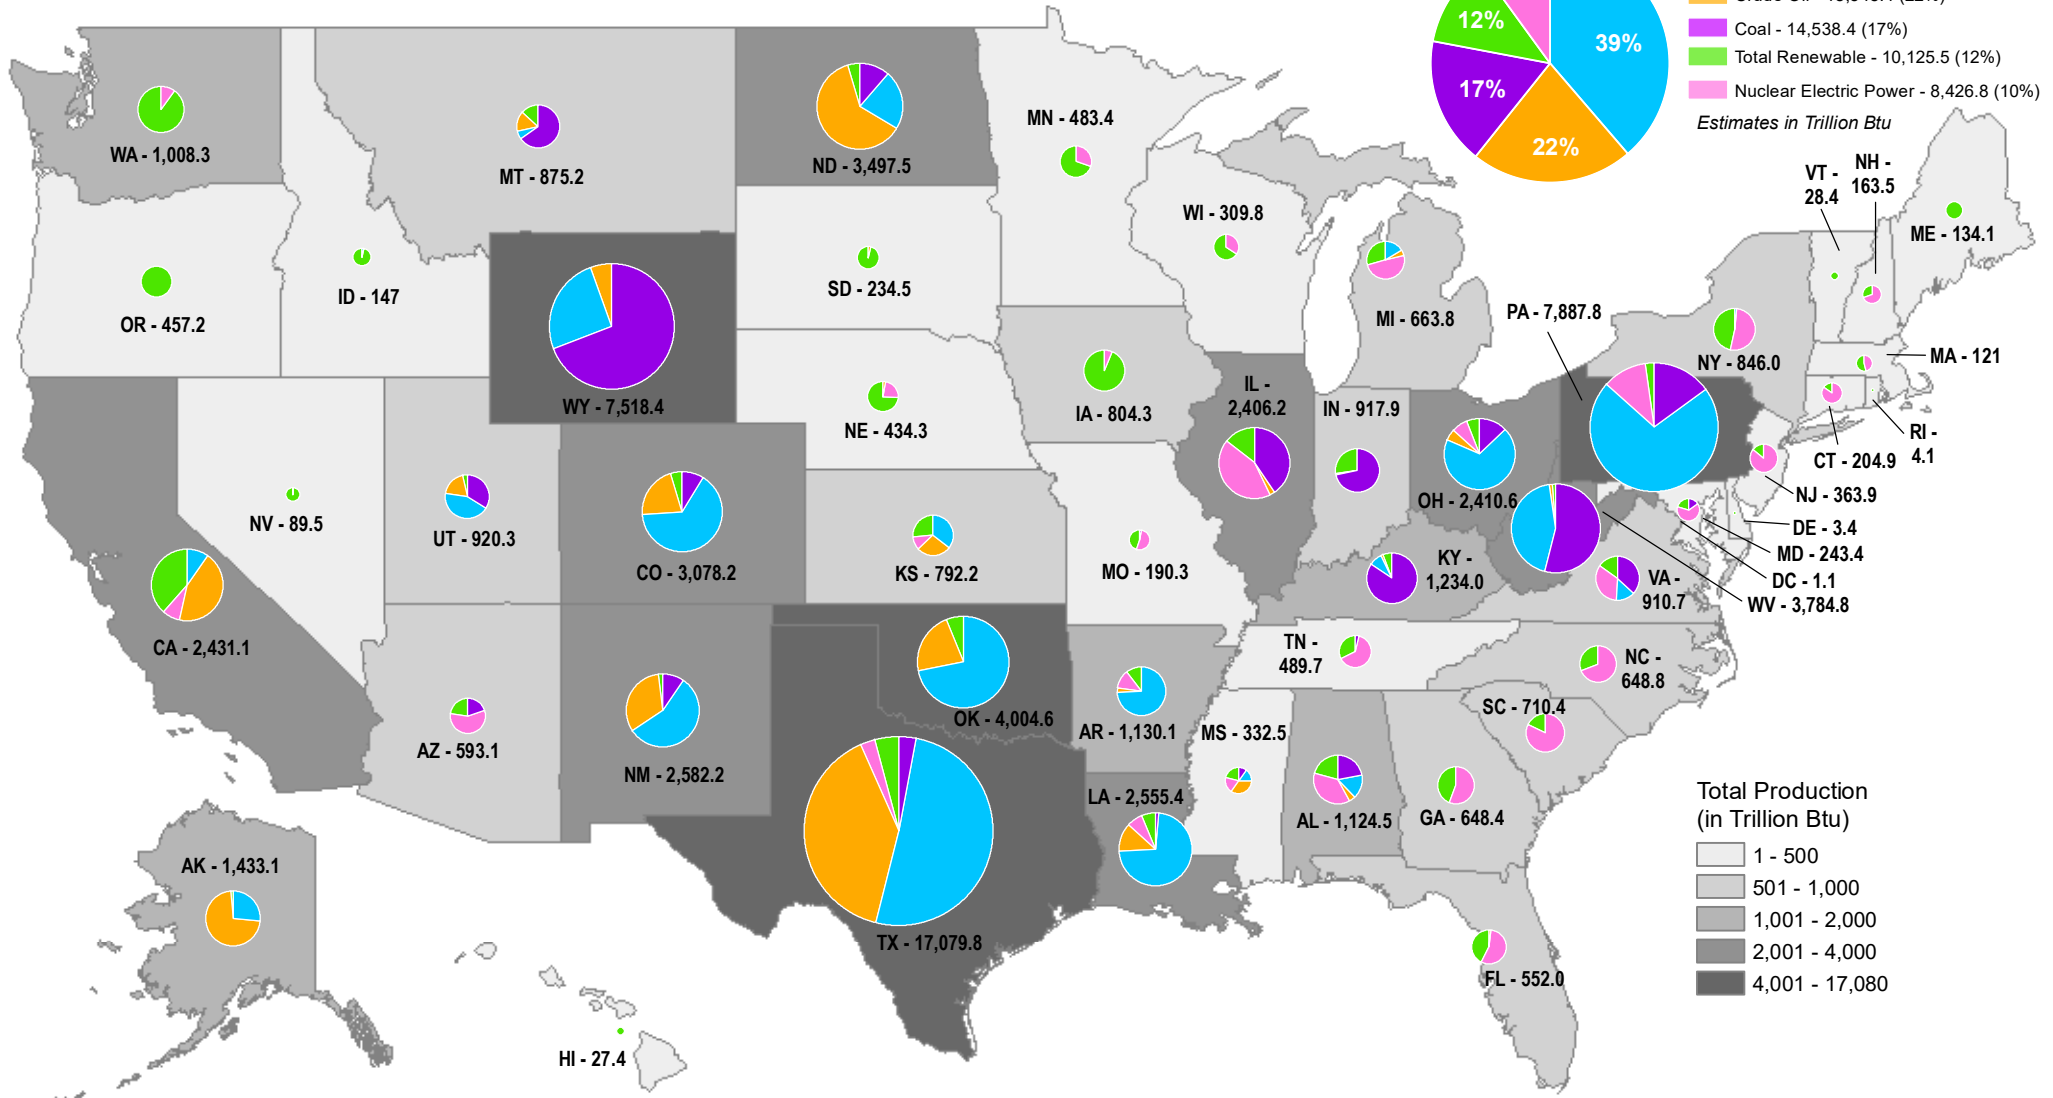 39%
22%
17%
12%
Coal - 14,538.4 (17%)
Total Renewable - 10,125.5 (12%)
Nuclear Electric Power - 8,426.8 (10%)
Estimates in Trillion Btu
WA - 1,008.3
MT - 875.2
ND - 3,497.5
MN - 483.4
WI - 309.8
VT -
28.4
NH -
163.5
ME - 134.1
OR - 457.2
ID - 147
WY - 7,518.4
SD - 234.5
MI - 663.8
PA - 7,887.8
NY - 846.0
MA - 121
NE - 434.3
IA - 804.3
IL -
2,406.2
IN - 917.9
OH - 2,410.6
CT - 204.9
RI -
4.1
NJ - 363.9
DE - 3.4
MD - 243.4
DC - 1.1
WV - 3,784.8
NV - 89.5
UT - 920.3
CO - 3,078.2
KS - 792.2
MO - 190.3
KY -
1,234.0
VA -
910.7
CA - 2,431.1
AZ - 593.1
NM - 2,582.2
OK - 4,004.6
AR - 1,130.1
TN -
489.7
NC -
648.8
SC - 710.4
MS - 332.5
AL - 1,124.5
GA - 648.4
LA - 2,555.4
TX - 17,079.8
FL - 552.0
AK - 1,433.1
HI - 27.4
Total Production
(in Trillion Btu)
1 - 500
501 - 1,000
1,001 - 2,000
2,001 - 4,000
4,001 - 17,080